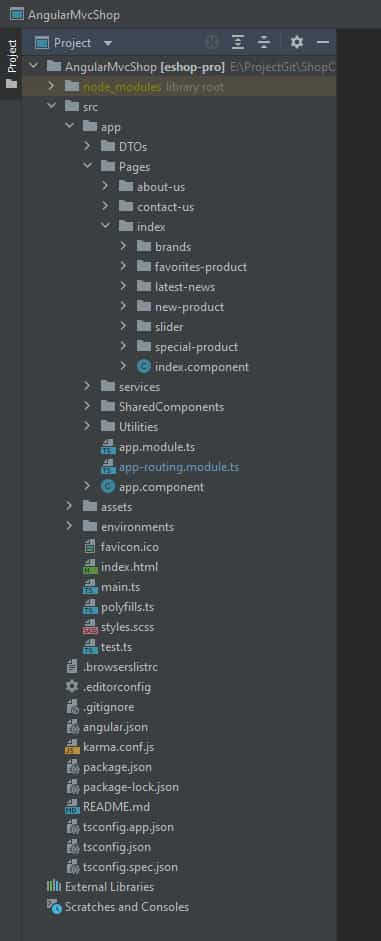 AngularMvcShop
Project
Project
AngularMvcShop [eshop-pro] E:\ProjectGit\ShopC
node_modules library root
src
app
DTOs
Pages
about-us
contact-us
index
brands
favorites-product
latest-news
new-product
slider
special-product
index.component
services
SharedComponents
Utilities
app.module.ts
app-routing.module.ts
app.component
assets
environments
favicon.ico
index.html
main.ts
polyfills.ts
styles.scss
test.ts
.browserslistrc
.editorconfig
.gitignore
angular.json
karma.conf.js
package.json
package-lock.json
README.md
tsconfig.app.json
tsconfig.json
tsconfig.spec.json
External Libraries
Scratches and Consoles